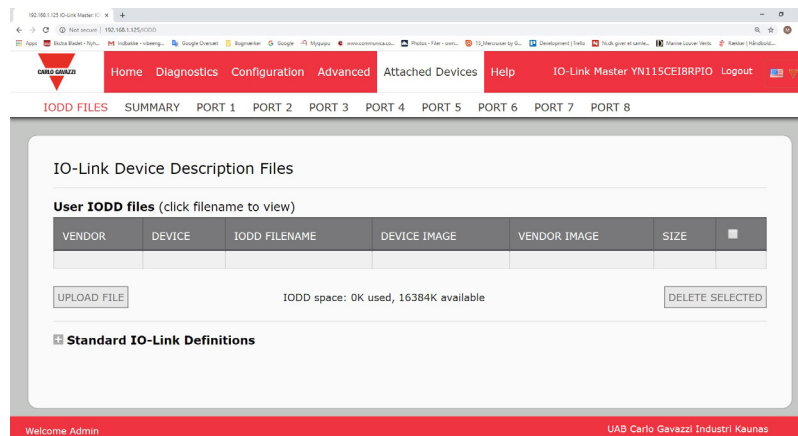 192.168.1.125 IO-Link Master IO
Not secure | 192.168.1.125/IODD
Apps
Google Oversæt
Bogmærker
Google
CARLO GAVAZZI
Home Diagnostics Configuration Advanced Attached Devices Help IO-Link Master YN115CEI8RPIO Logout
IODD FILES SUMMARY PORT 1 PORT 2 PORT 3 PORT 4 PORT 5 PORT 6 PORT 7 PORT 8
IO-Link Device Description Files
User IODD files (click filename to view)
VENDOR DEVICE IODD FILENAME DEVICE IMAGE VENDOR IMAGE SIZE
UPLOAD FILE IODD space: 0K used, 16384K available DELETE SELECTED
Standard IO-Link Definitions
Welcome Admin UAB Carlo Gavazzi Industri Kaunas